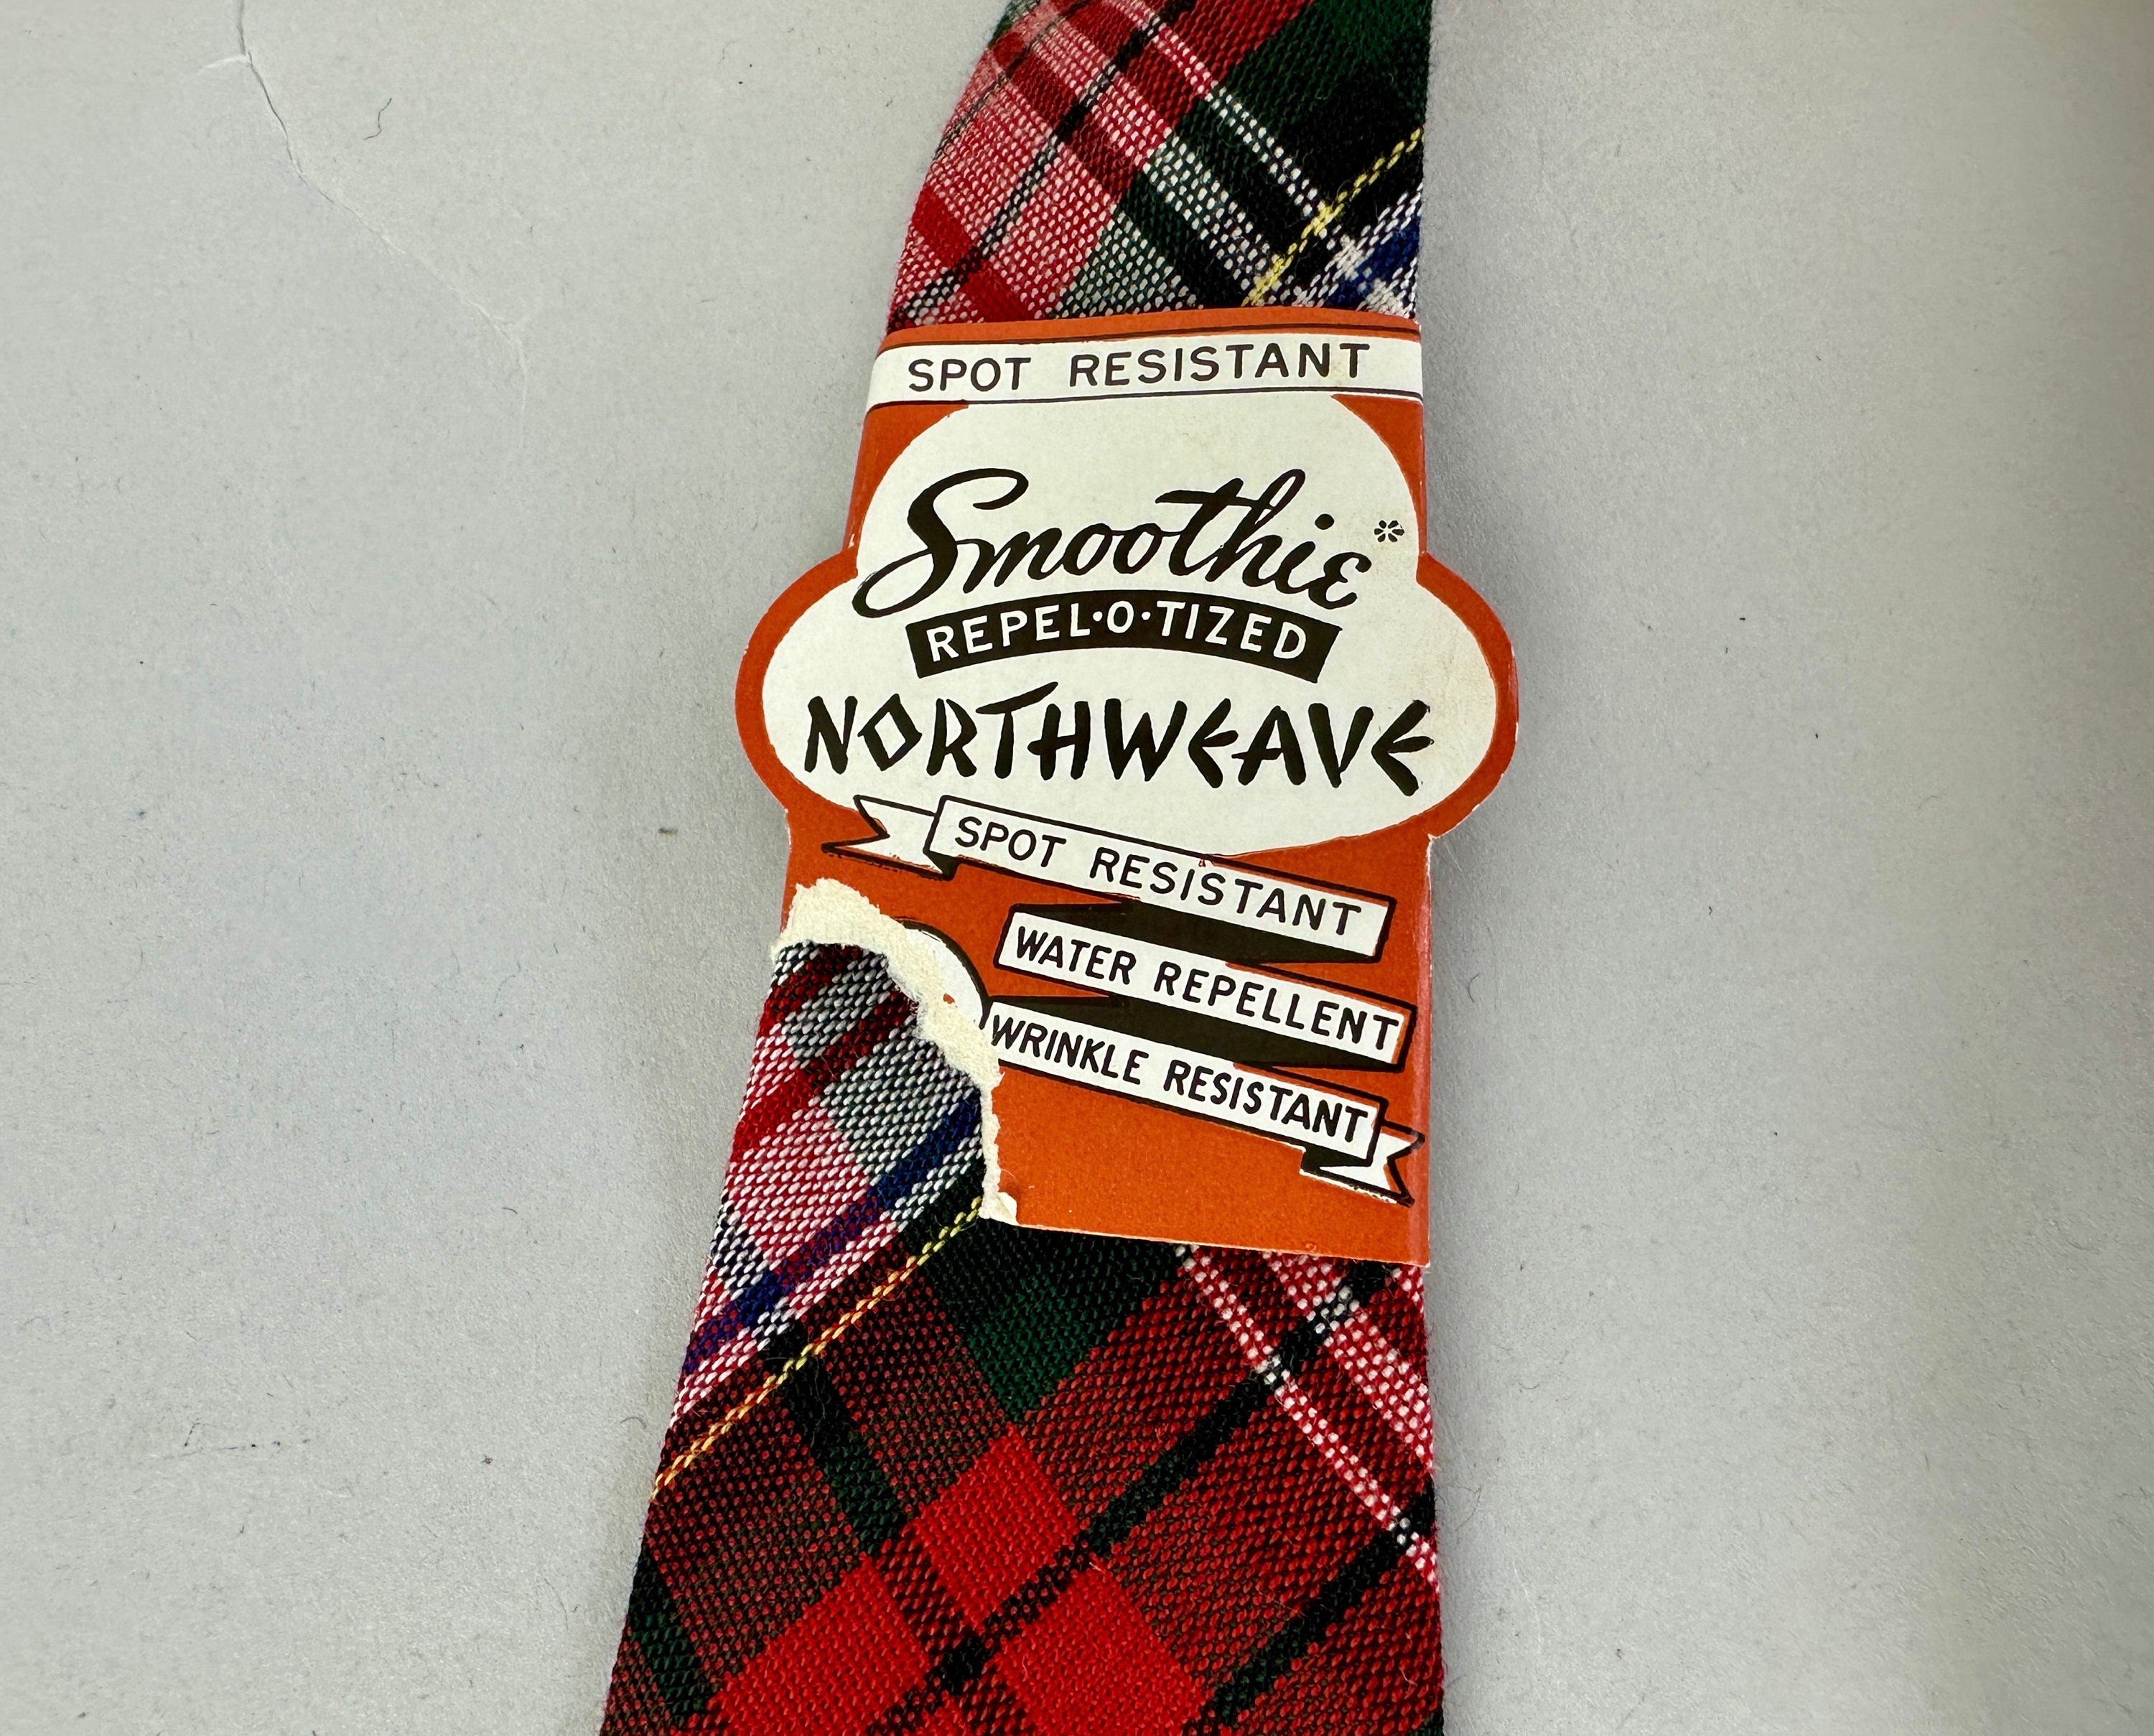 SPOT RESISTANT
Smoothie*
REPEL·O·TIZED
NORTHWEAVE
SPOT RESISTANT
WATER REPELLENT
WRINKLE RESISTANT